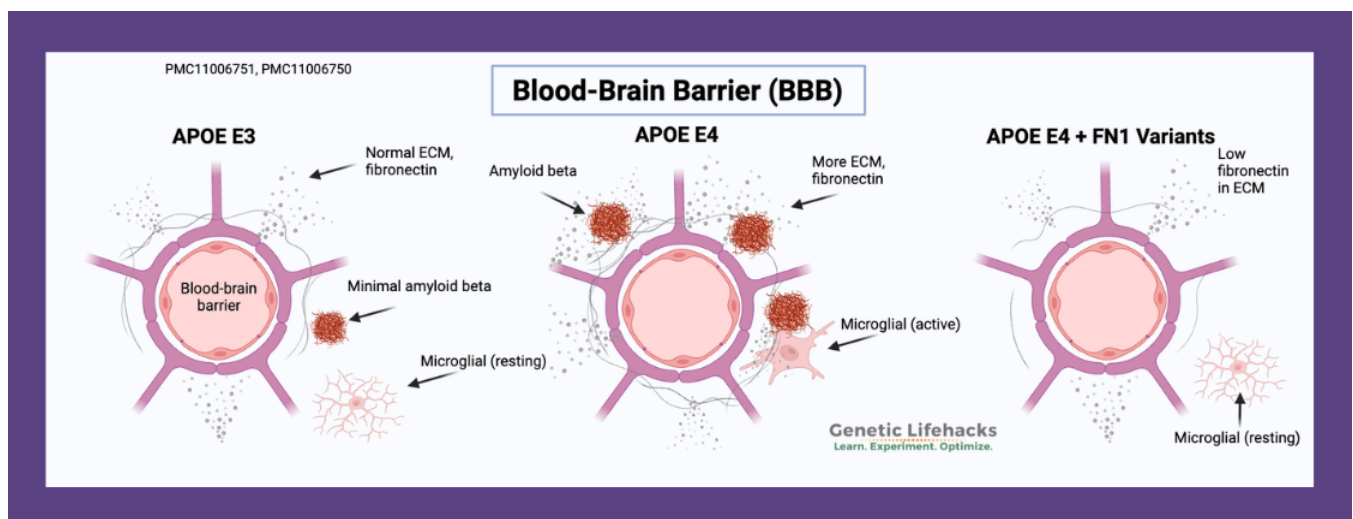 PMC11006751, PMC11006750
Blood-Brain Barrier (BBB)
APOE E3
Normal ECM,
fibronectin
Blood-brain
barrier
Minimal amyloid beta
Microglial (resting)
APOE E4
Amyloid beta
More ECM,
fibronectin
Microglial (active)
APOE E4 + FN1 Variants
Low
fibronectin
in ECM
Microglial (resting)
Genetic Lifehacks
Learn. Experiment. Optimize.